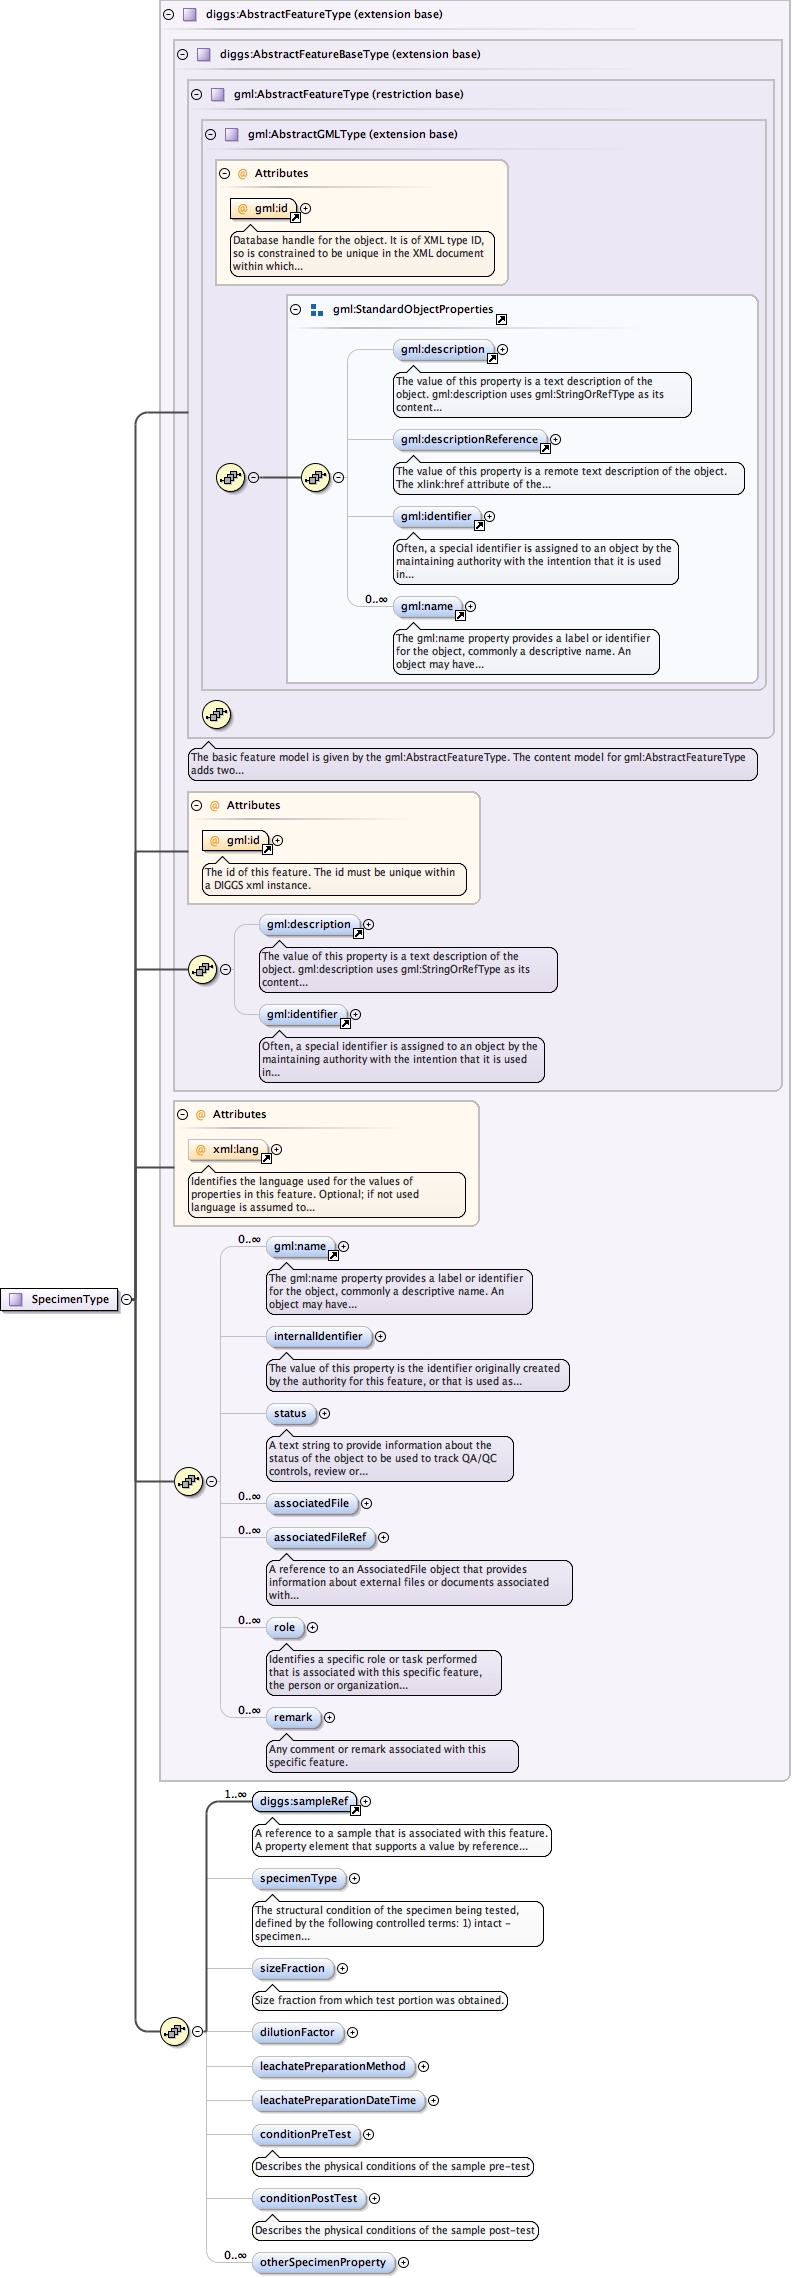 diggs:AbstractFeatureType (extension base)
diggs:AbstractFeatureBaseType (extension base)
gml:AbstractFeatureType (restriction base)
gml:AbstractGMLType (extension base)
@ Attributes
@ gml:id
Database handle for the object. It is of XML type ID,
so is constrained to be unique in the XML document
within which...
gml:StandardObjectProperties
gml:description
The value of this property is a text description of the
object. gml:description uses gml:StringOrRefType as its
content...
gml:descriptionReference
The value of this property is a remote text description of the object.
The xlink:href attribute of the...
gml:identifier
Often, a special identifier is assigned to an object by the
maintaining authority with the intention that it is used
in...
0..∞
gml:name
The gml:name property provides a label or identifier
for the object, commonly a descriptive name. An
object may have...
The basic feature model is given by the gml:AbstractFeatureType. The content model for gml:AbstractFeatureType
adds two...
@ Attributes
@ gml:id
The id of this feature. The id must be unique within
a DIGGS xml instance.
gml:description
The value of this property is a text description of the
object. gml:description uses gml:StringOrRefType as its
content...
gml:identifier
Often, a special identifier is assigned to an object by the
maintaining authority with the intention that it is used
in...
@ Attributes
@ xml:lang
Identifies the language used for the values of
properties in this feature. Optional; if not used
language is assumed to...
0..∞
gml:name
The gml:name property provides a label or identifier
for the object, commonly a descriptive name. An
object may have...
SpecimenType
internalIdentifier
The value of this property is the identifier originally created
by the authority for this feature, or that is used as...
status
A text string to provide information about the
status of the object to be used to track QA/QC
controls, review or...
0..∞
associatedFile
0..∞
associatedFileRef
A reference to an AssociatedFile object that provides
information about external files or documents associated
with...
0..∞
role
Identifies a specific role or task performed
that is associated with this specific feature,
the person or organization...
0..∞
remark
Any comment or remark associated with this
specific feature.
1..∞
diggs:sampleRef
A reference to a sample that is associated with this feature.
A property element that supports a value by reference...
specimenType
The structural condition of the specimen being tested,
defined by the following controlled terms: 1) intact -
specimen...
sizeFraction
Size fraction from which test portion was obtained.
dilutionFactor
leachatePreparationMethod
leachatePreparationDateTime
conditionPreTest
Describes the physical conditions of the sample pre-test
conditionPostTest
Describes the physical conditions of the sample post-test
0..∞
otherSpecimenProperty